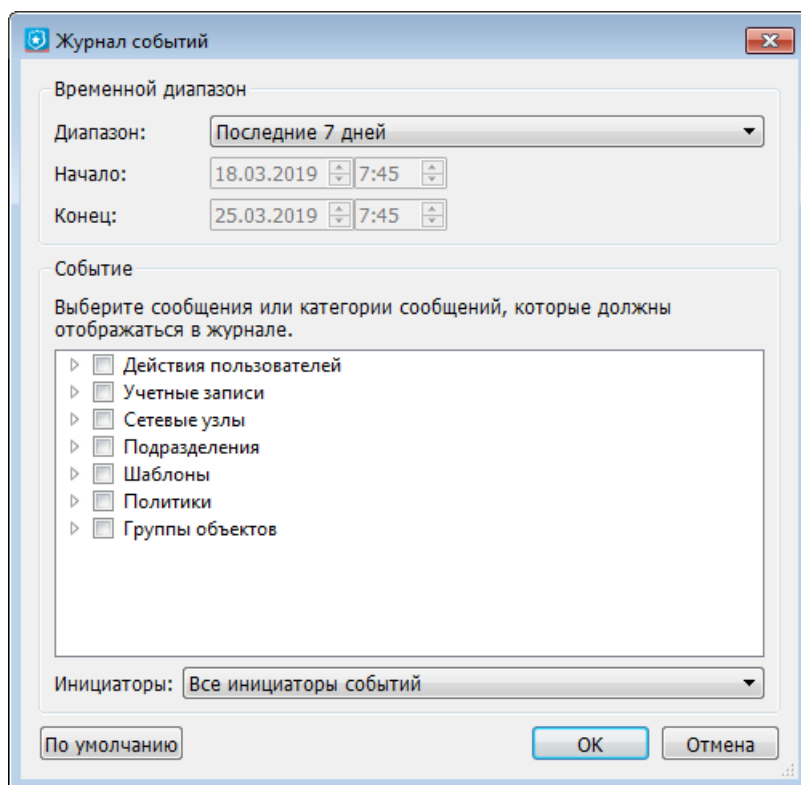 Журнал событий
Временной диапазон
Диапазон: Последние 7 дней
Начало: 18.03.2019 7:45
Конец: 25.03.2019 7:45
Событие
Выберите сообщения или категории сообщений, которые должны
отображаться в журнале.
Действия пользователей
Учетные записи
Сетевые узлы
Подразделения
Шаблоны
Политики
Группы объектов
Инициаторы: Все инициаторы событий
По умолчанию ОК Отмена